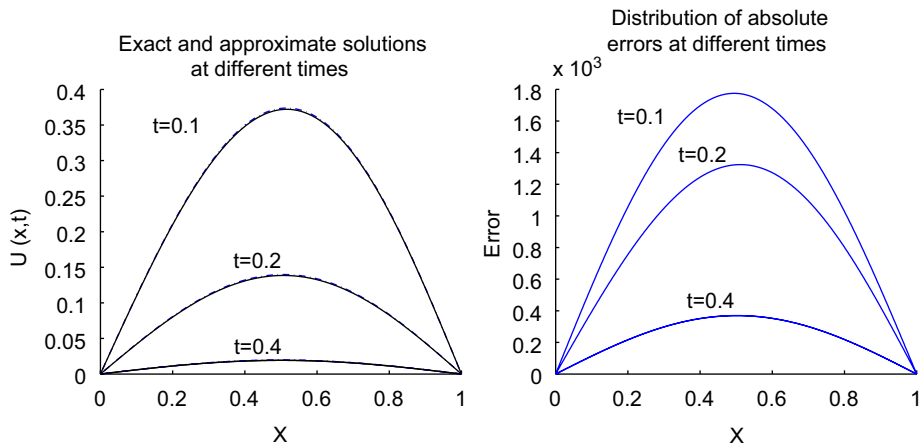 Exact and approximate solutions
at different times
0.4
0.35
0.3
0.25
0.2
0.15
0.1
0.05
0
U (x,t)
t=0.1
t=0.2
t=0.4
0 0.2 0.4 0.6 0.8 1
X
Distribution of absolute
errors at different times
x 10³
1.8
1.6
1.4
1.2
1
0.8
0.6
0.4
0.2
0
Error
t=0.1
t=0.2
t=0.4
0 0.2 0.4 0.6 0.8 1
X